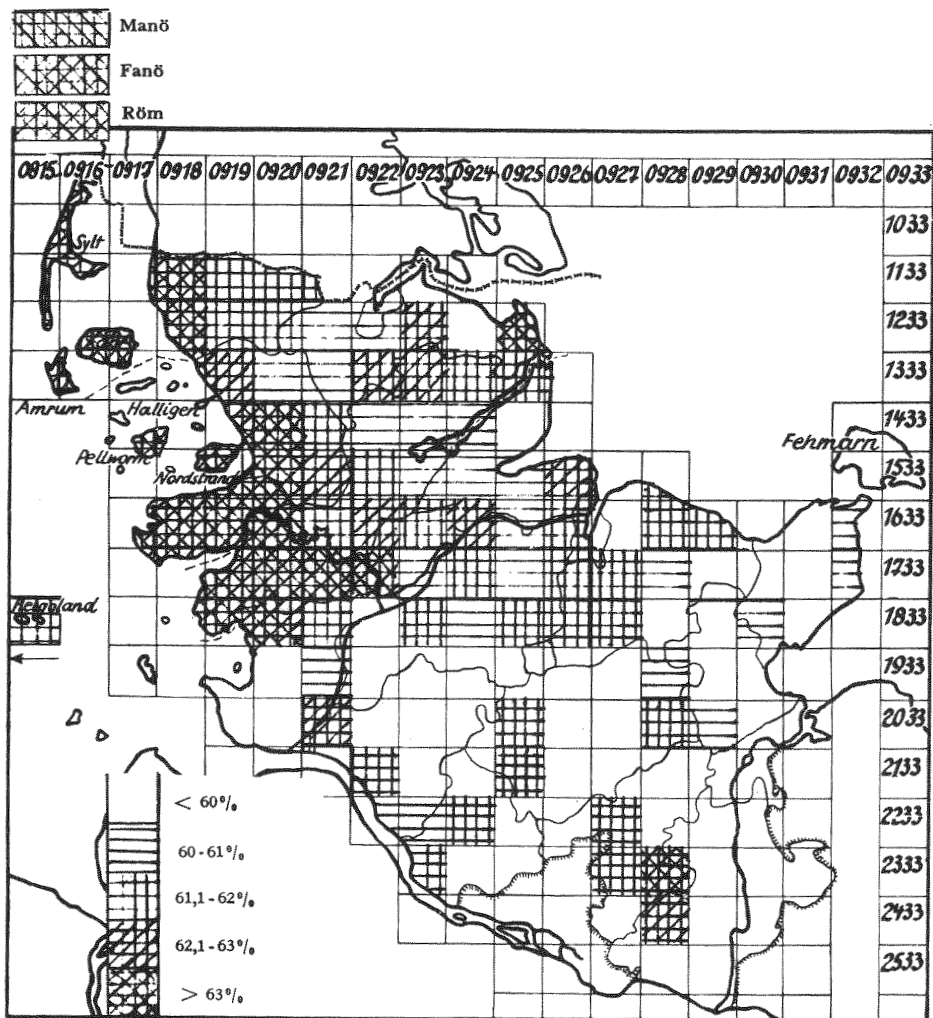 Manö
Fanö
Röm
0915 0916 0917 0918 0919 0920 0921 0922 0923 0924 0925 0926 0927 0928 0929 0930 0931 0932 0933
1033
Sylt
1133
1233
1333
Amrum
Halligen
1433
Fehmarn
Pellworm
1533
Nordstrand
1633
1733
Helgoland
1833
1933
2033
2133
< 60%
2233
60-61%
2333
61,1-62%
2433
62,1-63%
2533
> 63%